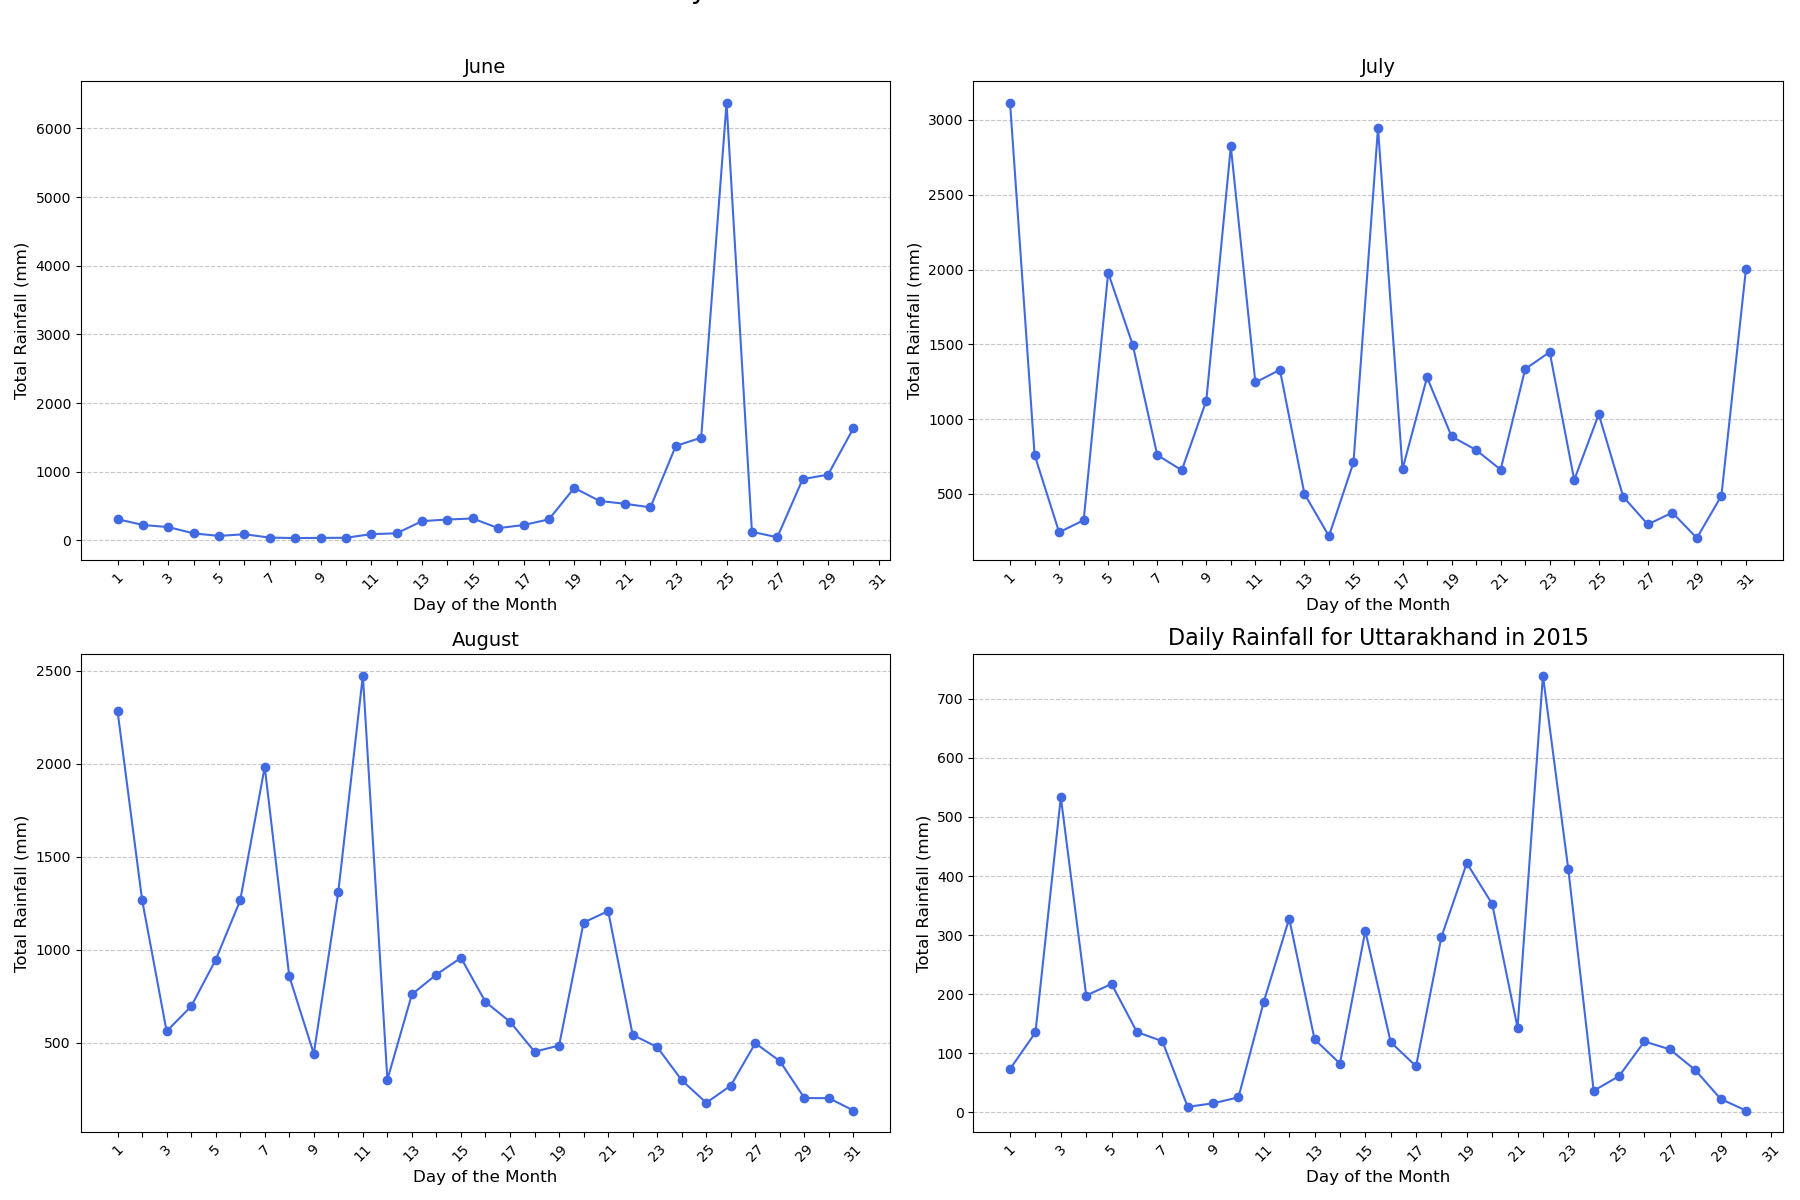 June
6000
5000
4000
3000
2000
1000
0
Total Rainfall (mm)
1 3 5 7 9 11 13 15 17 19 21 23 25 27 29 31
Day of the Month
July
3000
2500
2000
1500
1000
500
Total Rainfall (mm)
1 3 5 7 9 11 13 15 17 19 21 23 25 27 29 31
Day of the Month
August
2500
2000
1500
1000
500
Total Rainfall (mm)
1 3 5 7 9 11 13 15 17 19 21 23 25 27 29 31
Day of the Month
Daily Rainfall for Uttarakhand in 2015
700
600
500
400
300
200
100
0
Total Rainfall (mm)
1 3 5 7 9 11 13 15 17 19 21 23 25 27 29 31
Day of the Month